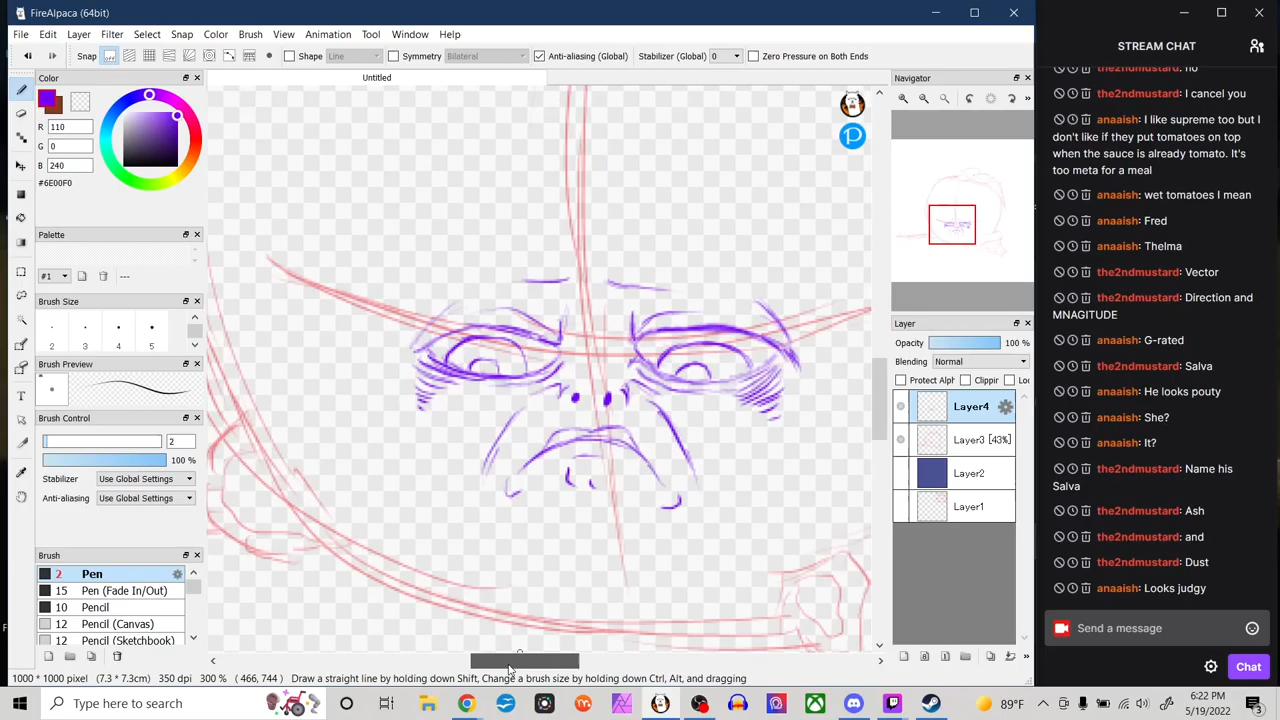 FireAlpaca (64bit)
File Edit Layer Filter Select Snap Color Brush View Animation Tool Window Help
Snap Shape Line Symmetry Bilateral Anti-aliasing (Global) Stabilizer (Global) 0 Zero Pressure on Both Ends
Color
Untitled
R 110
G 0
B 240
#6E00F0
Palette
#1 ---
Brush Size
2 3 4 5
Brush Preview
Brush Control
2
100 %
Stabilizer Use Global Settings
Anti-aliasing Use Global Settings
Brush
2 Pen
15 Pen (Fade In/Out)
10 Pencil
12 Pencil (Canvas)
12 Pencil (Sketchbook)
Navigator
Layer
Opacity 100 %
Blending Normal
Protect Alph Clippin Loc
Layer4
Layer3 [43%
Layer2
Layer1
1000 * 1000 pixel (7.3 * 7.3cm) 350 dpi 300 % (466, 744) Draw a straight line by holding down Shift, Change a brush size by holding down Ctrl, Alt, and dragging
STREAM CHAT
the2ndmustard: no
the2ndmustard: I cancel you
anaaish: I like supreme too but I
don't like if they put tomatoes on top
when the sauce is already tomato. It's
too meta for a meal
anaaish: wet tomatoes I mean
anaaish: Fred
anaaish: Thelma
the2ndmustard: Vector
the2ndmustard: Direction and
MNAGITUDE
anaaish: G-rated
the2ndmustard: Salva
anaaish: He looks pouty
anaaish: She?
anaaish: It?
the2ndmustard: Name his
Salva
the2ndmustard: Ash
the2ndmustard: and
the2ndmustard: Dust
anaaish: Looks judgy
Send a message
Chat
Type here to search
89°F
6:22 PM
5/19/2022
3